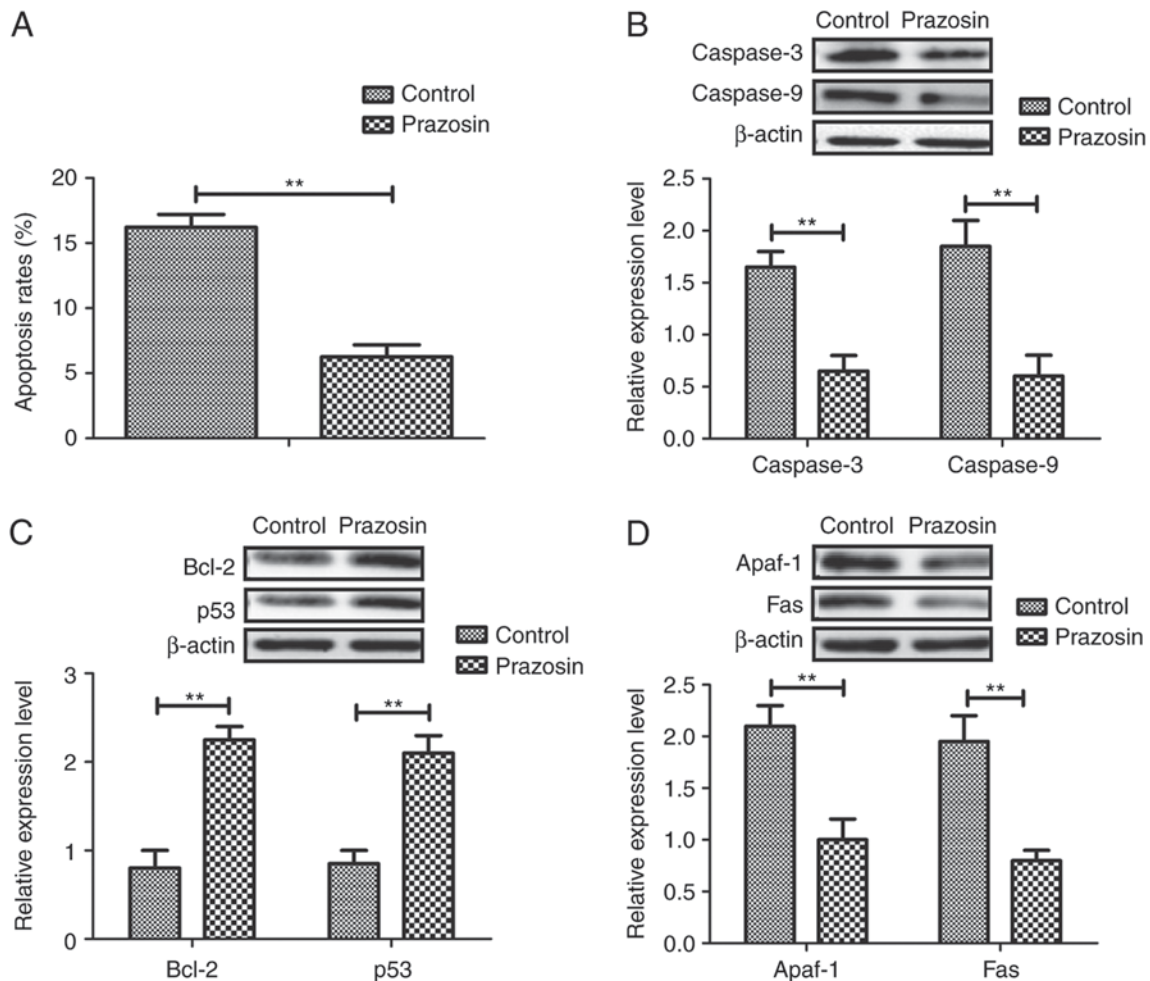 A
Control
Prazosin
**
20
15
10
5
0
Apoptosis rates (%)
B
Control Prazosin
Caspase-3
Caspase-9
β-actin
Control
Prazosin
2.5
2.0
1.5
1.0
0.5
0.0
Relative expression level
**
**
Caspase-3 Caspase-9
C
Control Prazosin
Bcl-2
p53
β-actin
Control
Prazosin
3
2
1
0
Relative expression level
**
**
Bcl-2 p53
D
Control Prazosin
Apaf-1
Fas
β-actin
Control
Prazosin
2.5
2.0
1.5
1.0
0.5
0.0
Relative expression level
**
**
Apaf-1 Fas